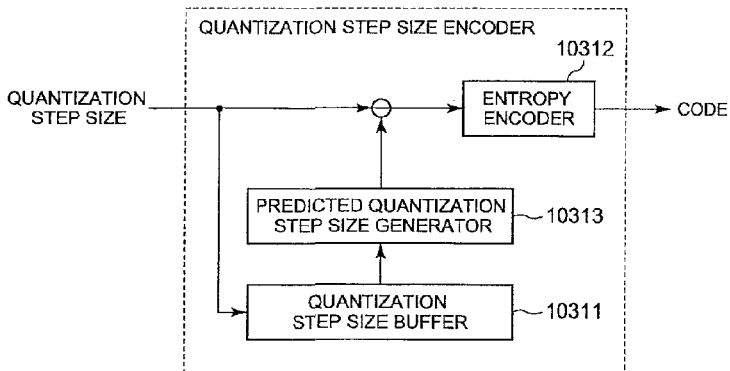 QUANTIZATION STEP SIZE ENCODER
10312
QUANTIZATION
STEP SIZE
ENTROPY
ENCODER
CODE
PREDICTED QUANTIZATION
STEP SIZE GENERATOR
10313
QUANTIZATION
STEP SIZE BUFFER
10311